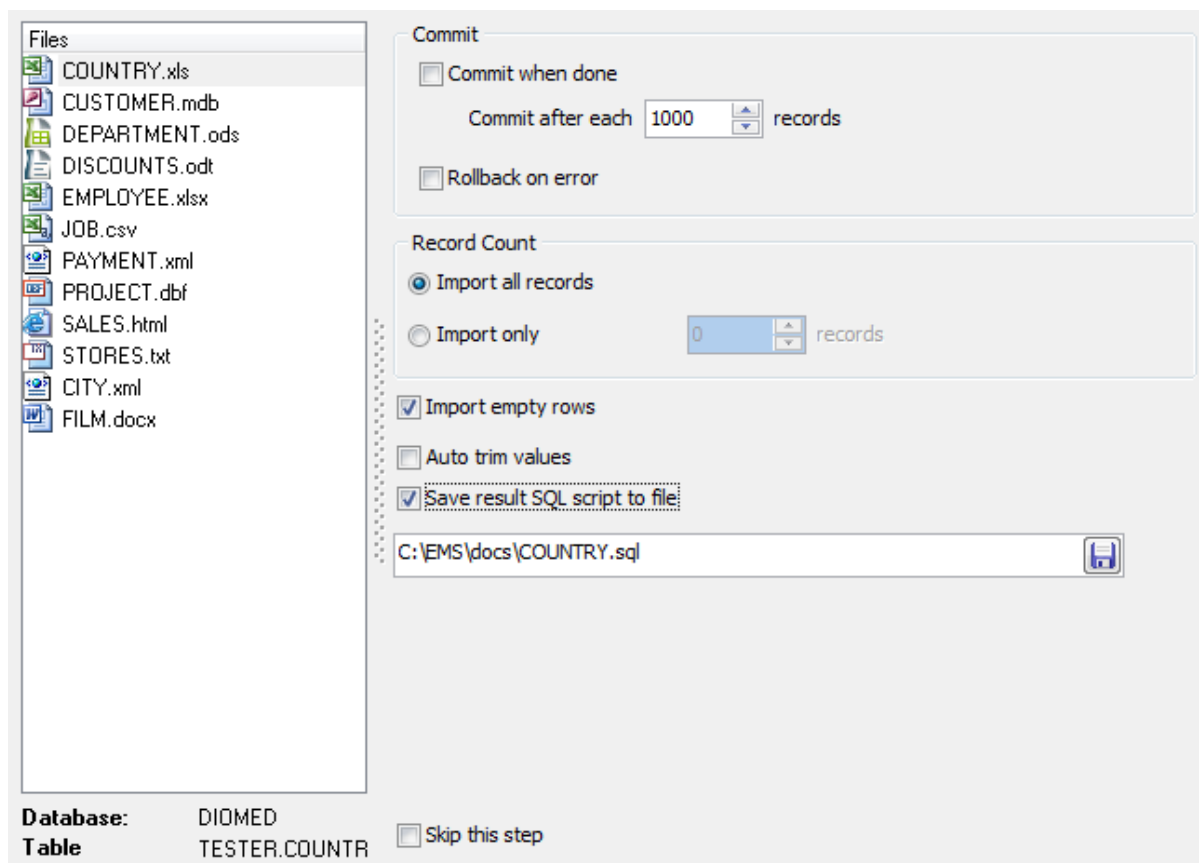 Files
COUNTRY.xls
CUSTOMER.mdb
DEPARTMENT.ods
DISCOUNTS.odt
EMPLOYEE.xlsx
JOB.csv
PAYMENT.xml
PROJECT.dbf
SALES.html
STORES.txt
CITY.xml
FILM.docx
Database: DIOMED
Table TESTER.COUNTR
Commit
Commit when done
Commit after each 1000 records
Rollback on error
Record Count
Import all records
Import only 0 records
Import empty rows
Auto trim values
Save result SQL script to file
C:\EMS\docs\COUNTRY.sql
Skip this step